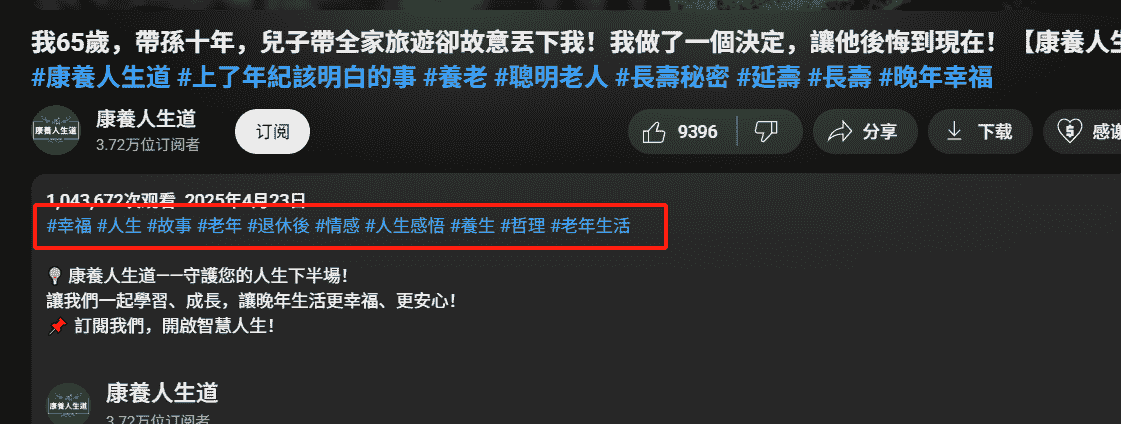 我65歲，帶孫十年，兒子帶全家旅遊卻故意丟下我！我做了一個決定，讓他後悔到現在！【康養人生
#康養人生道 #上了年紀該明白的事 #養老 #聰明老人 #長壽秘密 #延壽 #長壽 #晚年幸福
康養人生道
3.72万位订阅者
订阅
9396
分享
下载
感谢
1,043,672次观看 2025年4月23日
#幸福 #人生 #故事 #老年 #退休後 #情感 #人生感悟 #養生 #哲理 #老年生活
康養人生道——守護您的人生下半場！
讓我們一起學習、成長，讓晚年生活更幸福、更安心！
訂閱我們，開啟智慧人生！
康養人生道
3.72万位订阅者